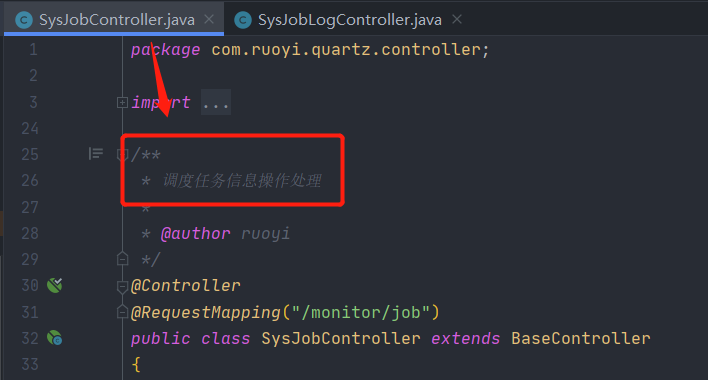 SysJobController.java
SysJobLogController.java
1 package com.ruoyi.quartz.controller;
2
3 import ...
24
25 /**
26 * 调度任务信息操作处理
27 *
28 * @author ruoyi
29 */
30 @Controller
31 @RequestMapping("/monitor/job")
32 public class SysJobController extends BaseController
33 {